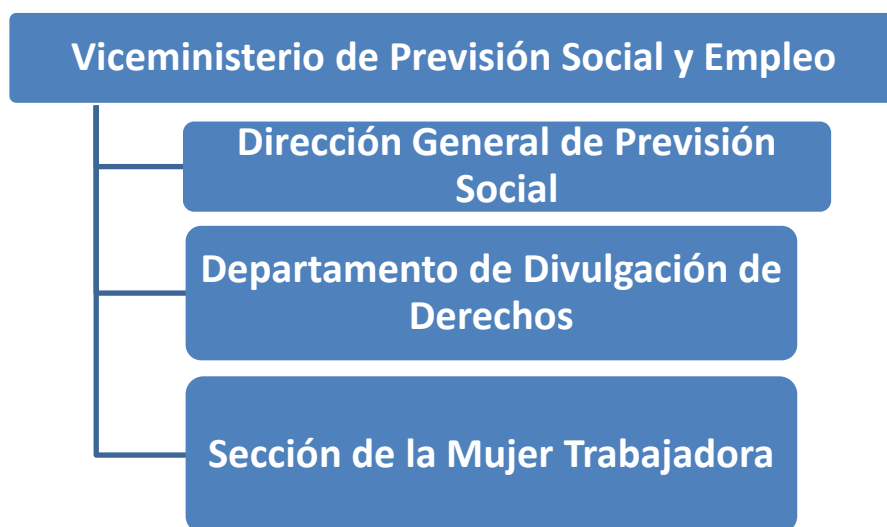 Viceministerio de Previsión Social y Empleo
Dirección General de Previsión
Social
Departamento de Divulgación de
Derechos
Sección de la Mujer Trabajadora